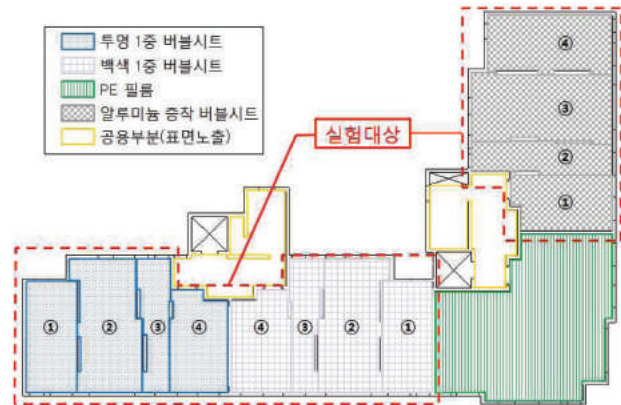 투명 1중 버블시트
백색 1중 버블시트
PE 필름
알루미늄 증착 버블시트
공용부분(표면노출)
실험대상
④
③
②
①
① ② ③ ④ ④ ③ ② ①